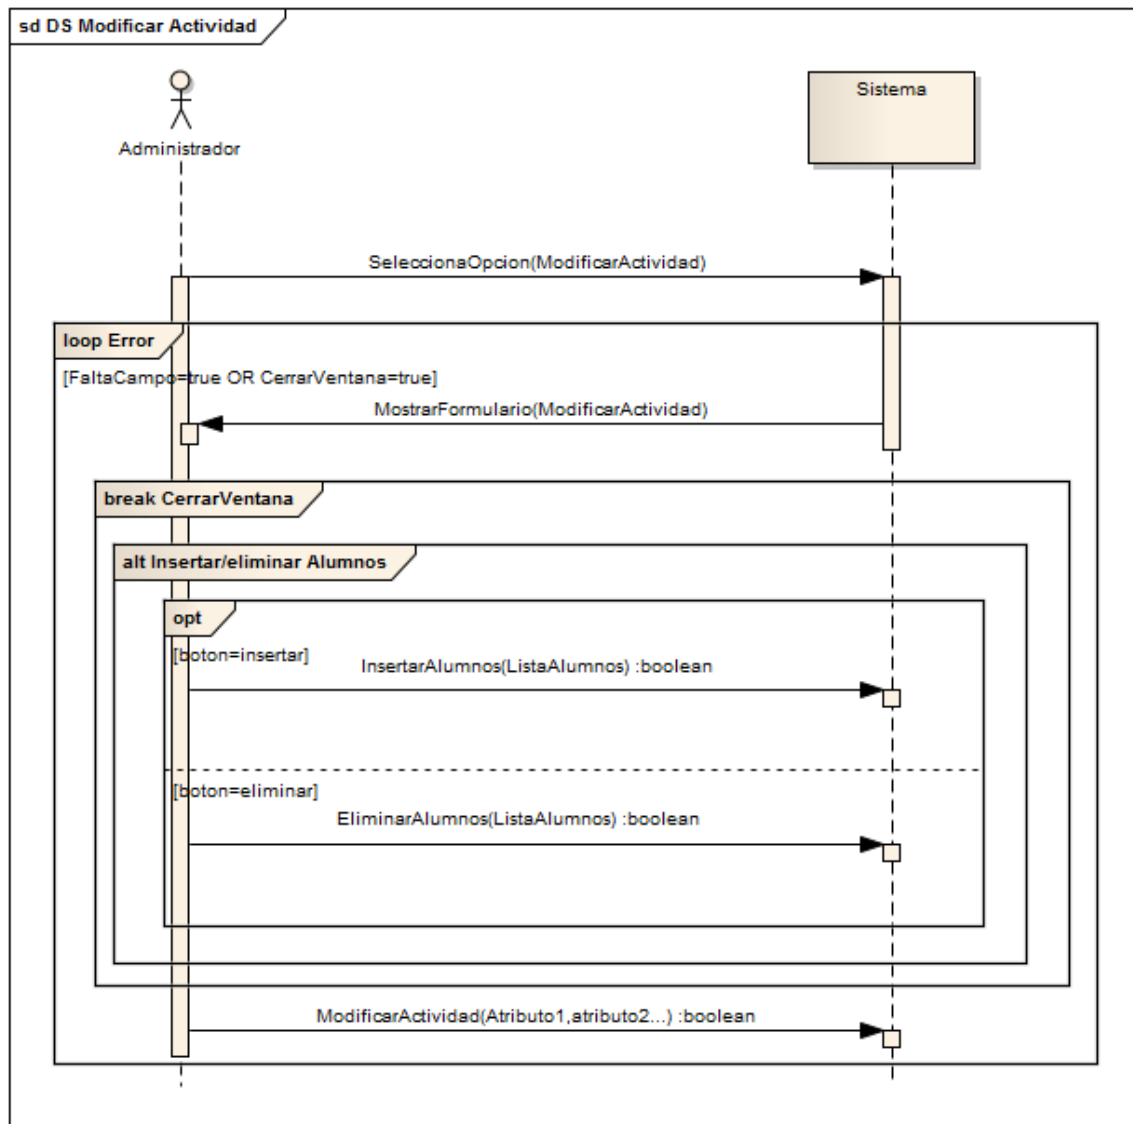 sd DS Modificar Actividad
Sistema
Administrador
SeleccionaOpcion(ModificarActividad)
loop Error
[FaltaCampo=true OR CerrarVentana=true]
MostrarFormulario(ModificarActividad)
break CerrarVentana
alt Insertar/eliminar Alumnos
opt
[boton=insertar]
InsertarAlumnos(ListaAlumnos) :boolean
[boton=eliminar]
EliminarAlumnos(ListaAlumnos) :boolean
ModificarActividad(Atributo1,atributo2...) :boolean